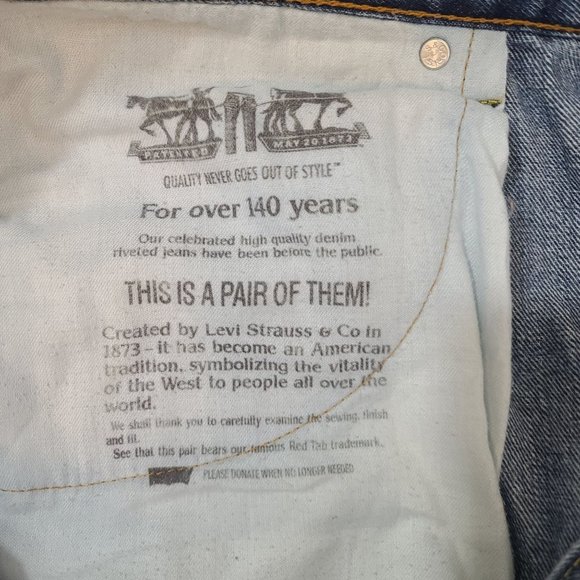 PATENTED MAY 20 1873
QUALITY NEVER GOES OUT OF STYLE™
For over 140 years
Our celebrated high quality denim
riveted jeans have been before the public.
THIS IS A PAIR OF THEM!
Created by Levi Strauss & Co in
1873 – it has become an American
tradition, symbolizing the vitality
of the West to people all over the
world.
We shall thank you to carefully examine the sewing, finish
and fit.
See that this pair bears our famous Red Tab trademark.
PLEASE DONATE WHEN NO LONGER NEEDED